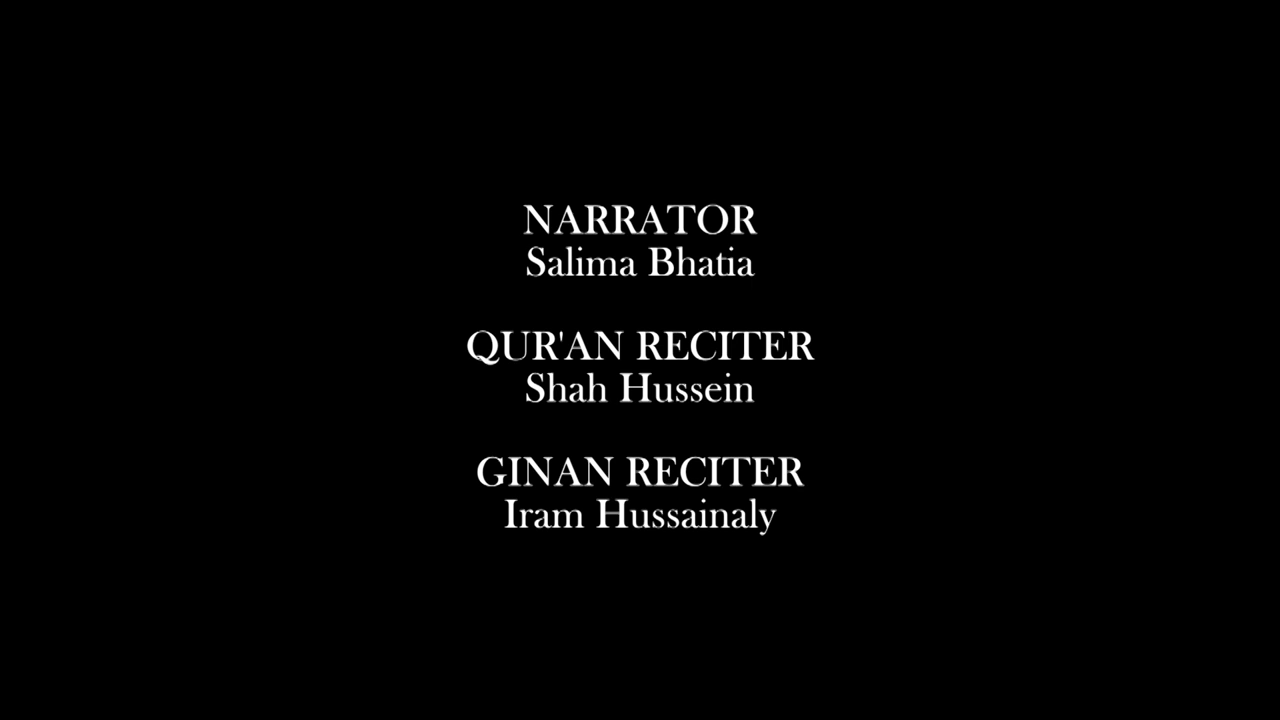 NARRATOR
Salima Bhatia
QUR'AN RECITER
Shah Hussein
GINAN RECITER
Iram Hussainaly